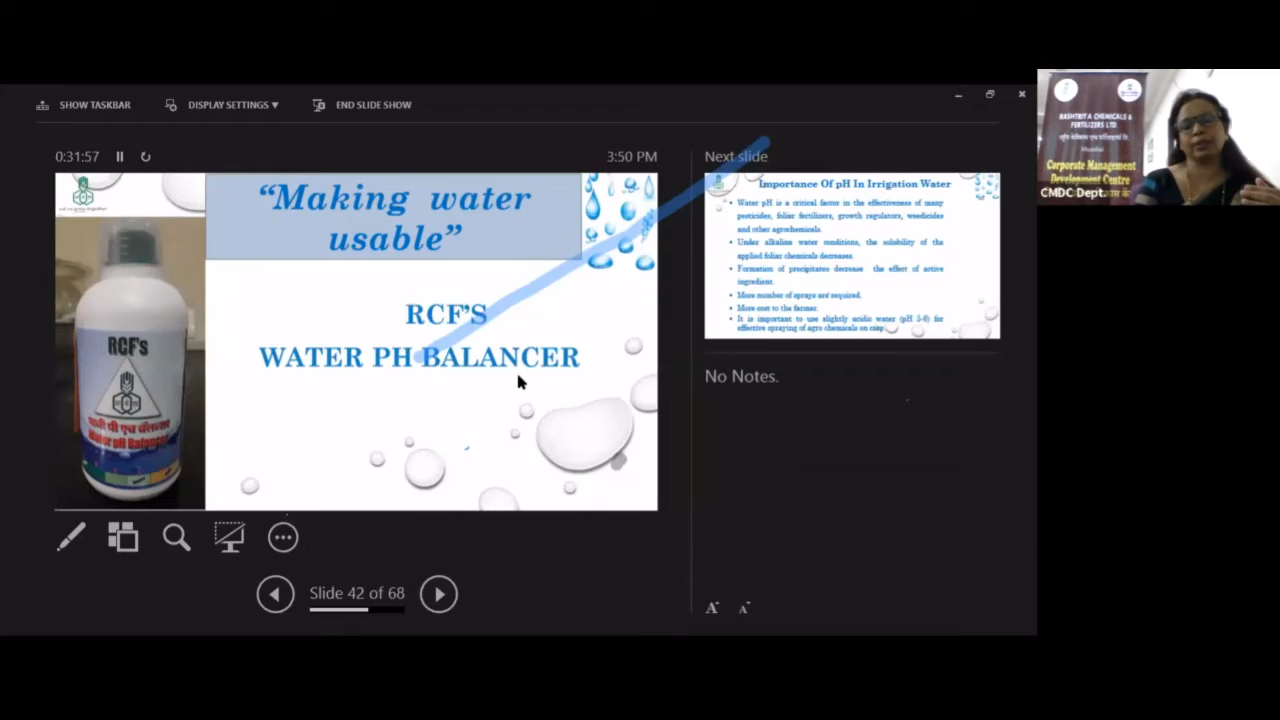 SHOW TASKBAR
DISPLAY SETTINGS ▼
END SLIDE SHOW
0:31:57
3:50 PM
"Making water
usable"
RCF'S
WATER PH BALANCER
RCF's
पानी पी एच बॅलन्सर
Water pH Balancer
Slide 42 of 68
Next slide
Importance Of pH In Irrigation Water
• Water pH is a critical factor in the effectiveness of many
pesticides, foliar fertilizers, growth regulators, weedicides
and other agrochemicals.
• Under alkaline water conditions, the solubility of the
applied foliar chemicals decreases.
• Formation of precipitates decrease the effect of active
ingredient.
• More number of sprays are required.
• More cost to the farmer.
• It is important to use slightly acidic water (pH 5-6) for
effective spraying of agro chemicals on crop.
No Notes.
A A
RASHTRIYA CHEMICALS &
FERTILIZERS LTD
Corporate Management
Development Centre
CMDC Dept.